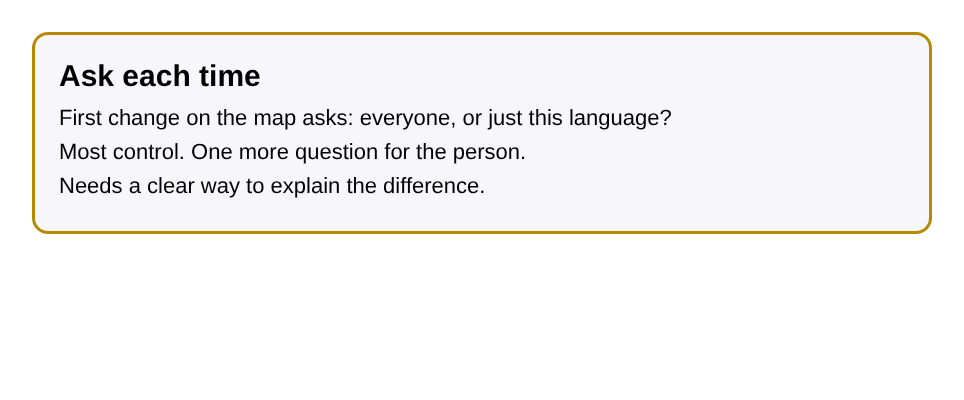 Ask each time
First change on the map asks: everyone, or just this language?
Most control. One more question for the person.
Needs a clear way to explain the difference.